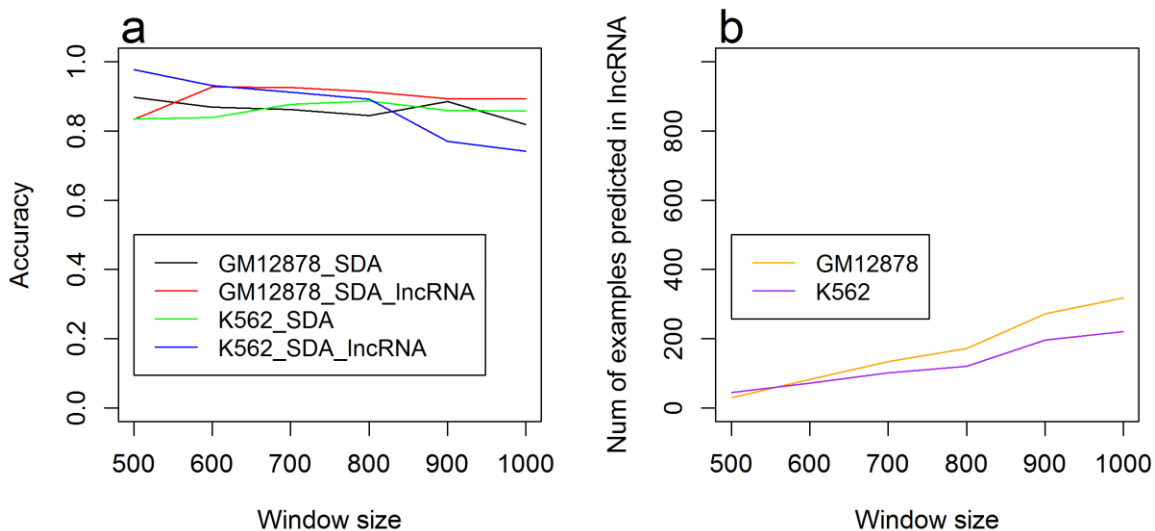 a
Accuracy
1.0
0.8
0.6
0.4
0.2
0.0
GM12878_SDA
GM12878_SDA_lncRNA
K562_SDA
K562_SDA_lncRNA
500 600 700 800 900 1000
Window size
b
Num of examples predicted in lncRNA
800
600
400
200
0
GM12878
K562
500 600 700 800 900 1000
Window size